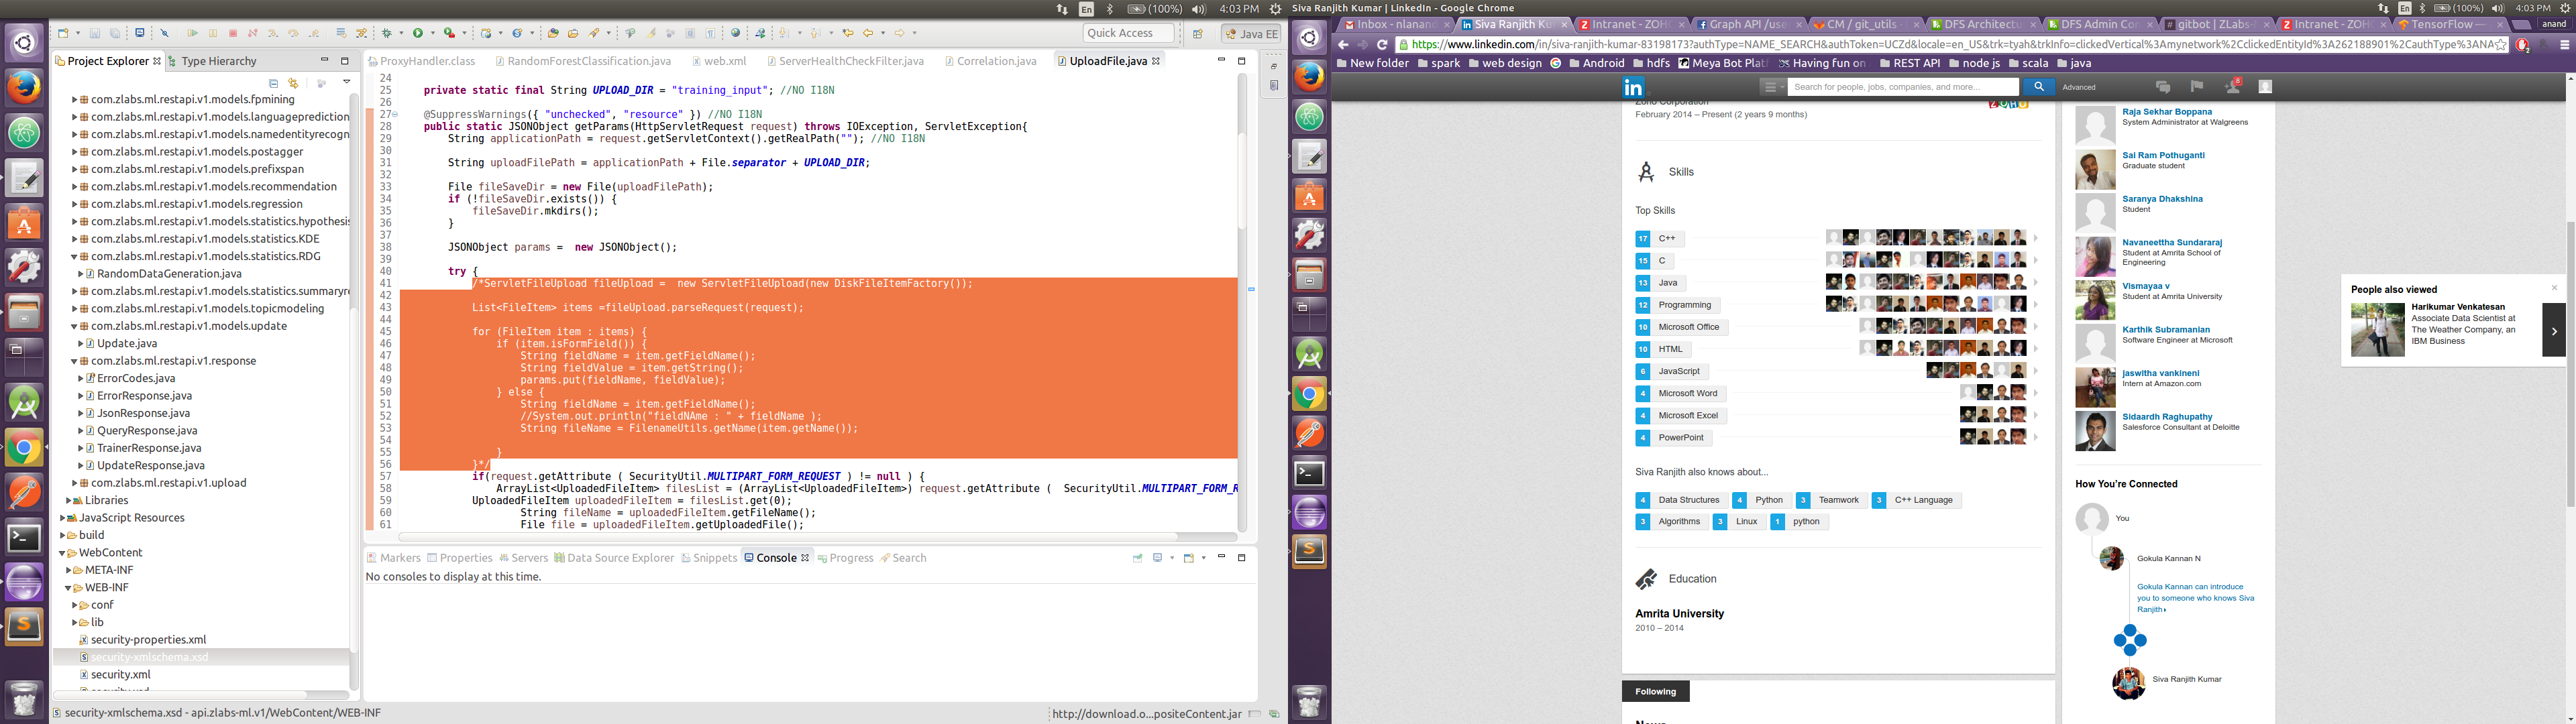 (100%) 4:03 PM
En
Quick Access
Java EE
Project Explorer
Type Hierarchy
com.zlabs.ml.restapi.v1.models.fpmining
com.zlabs.ml.restapi.v1.models.languageprediction
com.zlabs.ml.restapi.v1.models.namedentityrecogn
com.zlabs.ml.restapi.v1.models.postagger
com.zlabs.ml.restapi.v1.models.prefixspan
com.zlabs.ml.restapi.v1.models.recommendation
com.zlabs.ml.restapi.v1.models.regression
com.zlabs.ml.restapi.v1.models.statistics.hypothesis
com.zlabs.ml.restapi.v1.models.statistics.KDE
com.zlabs.ml.restapi.v1.models.statistics.RDG
RandomDataGeneration.java
com.zlabs.ml.restapi.v1.models.statistics.summaryre
com.zlabs.ml.restapi.v1.models.topicmodeling
com.zlabs.ml.restapi.v1.models.update
Update.java
com.zlabs.ml.restapi.v1.response
ErrorCodes.java
ErrorResponse.java
JsonResponse.java
QueryResponse.java
TrainerResponse.java
UpdateResponse.java
com.zlabs.ml.restapi.v1.upload
Libraries
JavaScript Resources
build
WebContent
META-INF
WEB-INF
conf
lib
security-properties.xml
security-xmlschema.xsd
security.xml
security-xmlschema.xsd - api.zlabs-ml.v1/WebContent/WEB-INF
ProxyHandler.class RandomForestClassification.java web.xml ServerHealthCheckFilter.java Correlation.java UploadFile.java
24
25 private static final String UPLOAD_DIR = "training_input"; //NO I18N
26
27 @SuppressWarnings({ "unchecked", "resource" }) //NO I18N
28 public static JSONObject getParams(HttpServletRequest request) throws IOException, ServletException{
29 String applicationPath = request.getServletContext().getRealPath(""); //NO I18N
30
31 String uploadFilePath = applicationPath + File.separator + UPLOAD_DIR;
32
33 File fileSaveDir = new File(uploadFilePath);
34 if (!fileSaveDir.exists()) {
35 fileSaveDir.mkdirs();
36 }
37
38 JSONObject params = new JSONObject();
39
40 try {
41 /*ServletFileUpload fileUpload = new ServletFileUpload(new DiskFileItemFactory());
42
43 List<FileItem> items =fileUpload.parseRequest(request);
44
45 for (FileItem item : items) {
46 if (item.isFormField()) {
47 String fieldName = item.getFieldName();
48 String fieldValue = item.getString();
49 params.put(fieldName, fieldValue);
50 } else {
51 String fieldName = item.getFieldName();
52 //System.out.println("fieldNAme : " + fieldName );
53 String fileName = FilenameUtils.getName(item.getName());
54
55 }
56 }*/
57 if(request.getAttribute ( SecurityUtil.MULTIPART_FORM_REQUEST ) != null ) {
58 ArrayList<UploadedFileItem> filesList = (ArrayList<UploadedFileItem>) request.getAttribute ( SecurityUtil.MULTIPART_FORM_R
59 UploadedFileItem uploadedFileItem = filesList.get(0);
60 String fileName = uploadedFileItem.getFileName();
61 File file = uploadedFileItem.getUploadedFile();
Markers Properties Servers Data Source Explorer Snippets Console Progress Search
No consoles to display at this time.
http://download.o...positeContent.jar
Siva Ranjith Kumar | LinkedIn - Google Chrome
En (100%) 4:03 PM
Inbox - nlanand Siva Ranjith Ku Intranet - ZOHO Graph API /use CM / git_utils DFS Architectu DFS Admin Con gitbot | ZLabs- Intranet - ZOHO TensorFlow — anand
https://www.linkedin.com/in/siva-ranjith-kumar-83198173?authType=NAME_SEARCH&authToken=UCZd&locale=en_US&trk=tyah&trkInfo=clickedVertical%3Amynetwork%2CclickedEntityId%3A262188901%2CauthType%3ANA
New folder spark web design Android hdfs Meya Bot Platf Having fun on REST API node js scala java
Search for people, jobs, companies, and more... Advanced
Zoho Corporation
February 2014 – Present (2 years 9 months)
Skills
Top Skills
17 C++
15 C
13 Java
12 Programming
10 Microsoft Office
10 HTML
6 JavaScript
4 Microsoft Word
4 Microsoft Excel
4 PowerPoint
Siva Ranjith also knows about...
4 Data Structures 4 Python 3 Teamwork 3 C++ Language
3 Algorithms 3 Linux 1 python
Education
Amrita University
2010 – 2014
Following
News
Raja Sekhar Boppana
System Administrator at Walgreens
Sai Ram Pothuganti
Graduate student
Saranya Dhakshina
Student
Navaneetha Sundararaj
Student at Amrita School of
Engineering
Vismayaa v
Student at Amrita University
Karthik Subramanian
Software Engineer at Microsoft
jaswitha vankineni
Intern at Amazon.com
Sidaardh Raghupathy
Salesforce Consultant at Deloitte
How You're Connected
You
Gokula Kannan N
Gokula Kannan can introduce
you to someone who knows Siva
Ranjith
Siva Ranjith Kumar
People also viewed
Harikumar Venkatesan
Associate Data Scientist at
The Weather Company, an
IBM Business